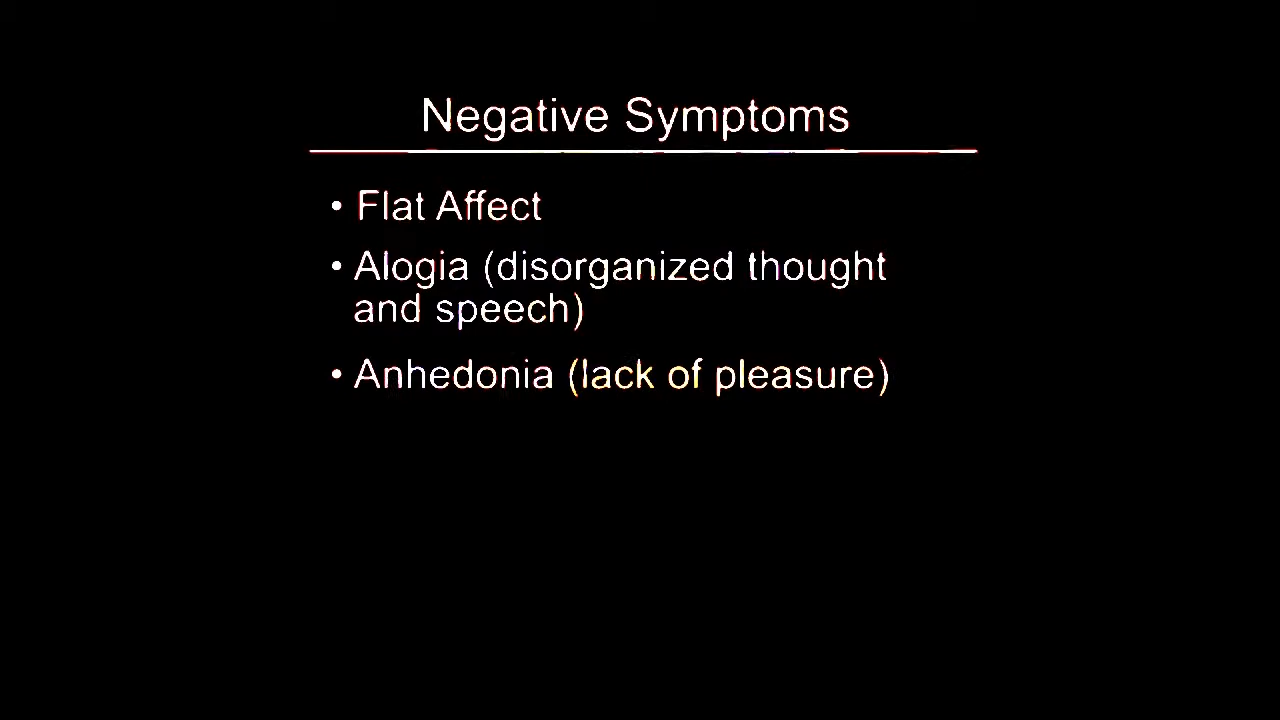 Negative Symptoms
• Flat Affect
• Alogia (disorganized thought
and speech)
• Anhedonia (lack of pleasure)